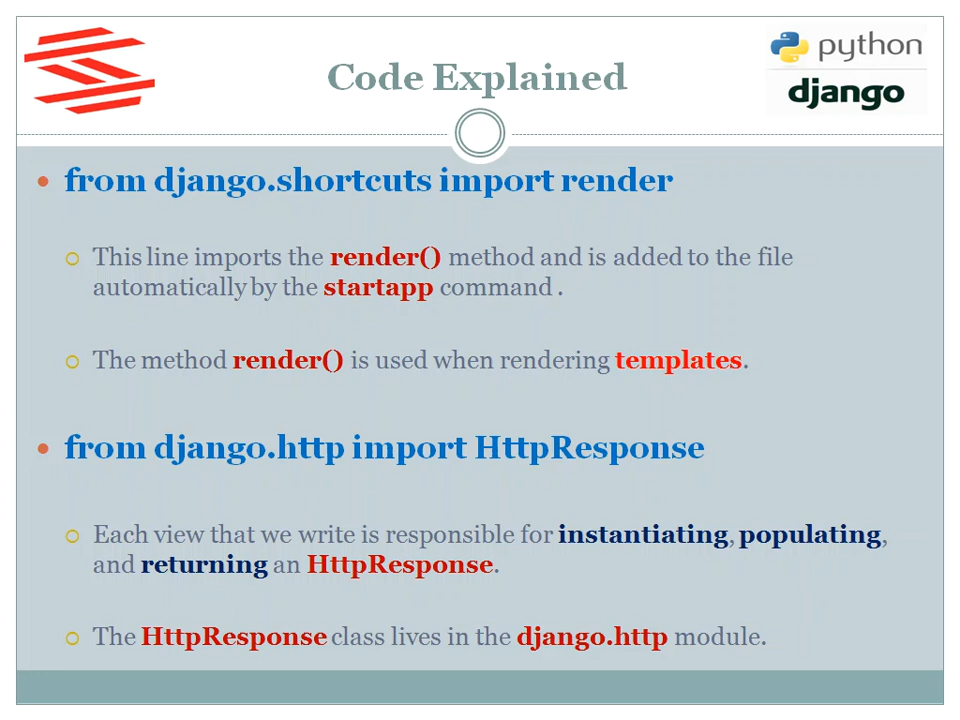 Code Explained
python
django
from django.shortcuts import render
This line imports the render() method and is added to the file
automatically by the startapp command .
The method render() is used when rendering templates.
from django.http import HttpResponse
Each view that we write is responsible for instantiating, populating,
and returning an HttpResponse.
The HttpResponse class lives in the django.http module.